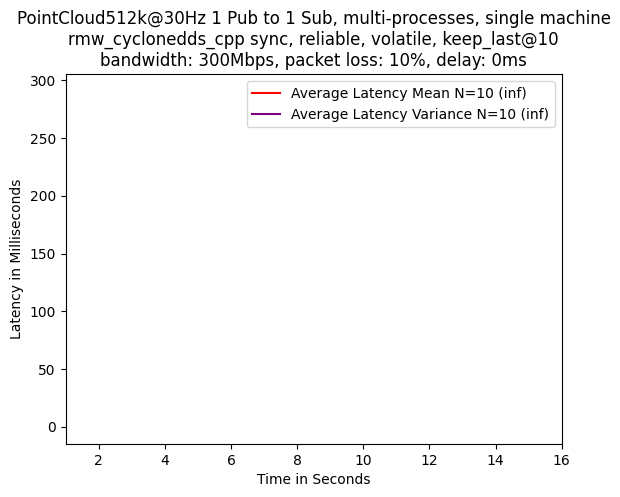 PointCloud512k@30Hz 1 Pub to 1 Sub, multi-processes, single machine
rmw_cyclonedds_cpp sync, reliable, volatile, keep_last@10
bandwidth: 300Mbps, packet loss: 10%, delay: 0ms
Average Latency Mean N=10 (inf)
Average Latency Variance N=10 (inf)
Latency in Milliseconds
300
250
200
150
100
50
0
2 4 6 8 10 12 14 16
Time in Seconds